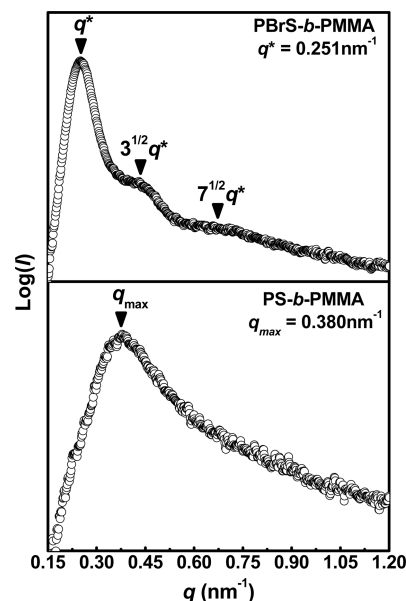 q*
PBrS-b-PMMA
q* = 0.251nm⁻¹
3^1/2q*
7^1/2q*
Log(I)
q_max
PS-b-PMMA
q_max = 0.380nm⁻¹
0.15 0.30 0.45 0.60 0.75 0.90 1.05 1.20
q (nm⁻¹)